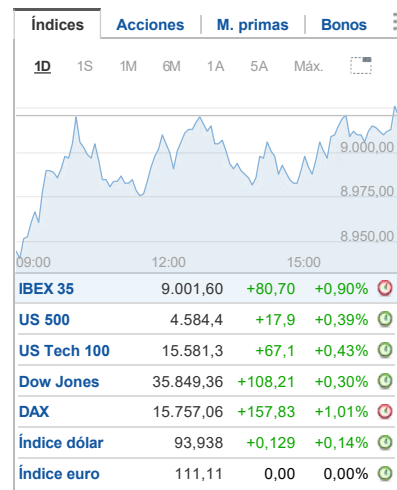 Índices Acciones M. primas Bonos
1D 1S 1M 6M 1A 5A Máx.
9.000,00
8.975,00
8.950,00
09:00 12:00 15:00
IBEX 35 9.001,60 +80,70 +0,90%
US 500 4.584,4 +17,9 +0,39%
US Tech 100 15.581,3 +67,1 +0,43%
Dow Jones 35.849,36 +108,21 +0,30%
DAX 15.757,06 +157,83 +1,01%
Índice dólar 93,938 +0,129 +0,14%
Índice euro 111,11 0,00 0,00%